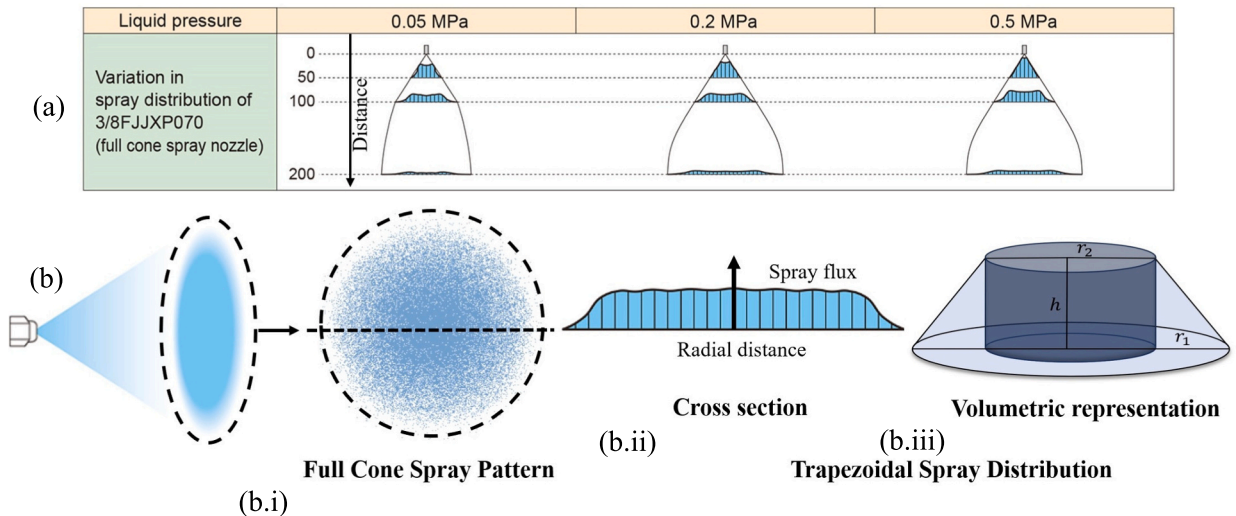 Liquid pressure 0.05 MPa 0.2 MPa 0.5 MPa
(a)
Variation in
spray distribution of
3/8FJJXP070
(full cone spray nozzle)
0
50
100
200
Distance
(b)
Spray flux
Radial distance
r₂
h
r₁
Cross section
Volumetric representation
(b.ii)
(b.iii)
Full Cone Spray Pattern
Trapezoidal Spray Distribution
(b.i)